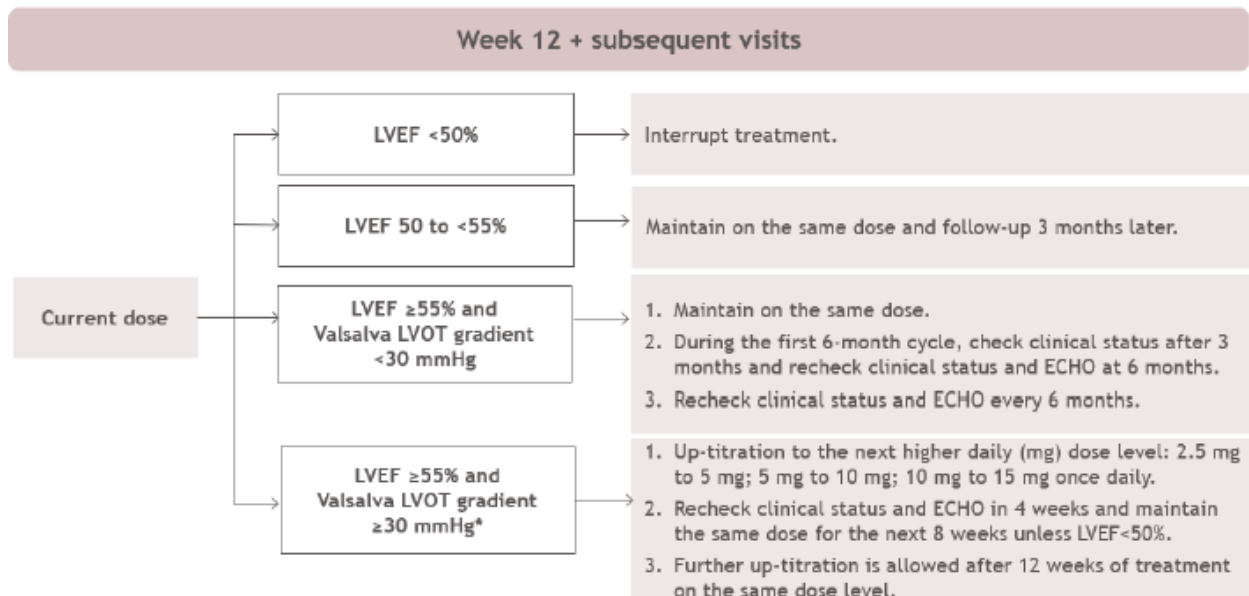 Week 12 + subsequent visits
LVEF <50%
Interrupt treatment.
LVEF 50 to <55%
Maintain on the same dose and follow-up 3 months later.
Current dose
LVEF ≥55% and
Valsalva LVOT gradient
<30 mmHg
1. Maintain on the same dose.
2. During the first 6-month cycle, check clinical status after 3
months and recheck clinical status and ECHO at 6 months.
3. Recheck clinical status and ECHO every 6 months.
LVEF ≥55% and
Valsalva LVOT gradient
≥30 mmHg*
1. Up-titration to the next higher daily (mg) dose level: 2.5 mg
to 5 mg; 5 mg to 10 mg; 10 mg to 15 mg once daily.
2. Recheck clinical status and ECHO in 4 weeks and maintain
the same dose for the next 8 weeks unless LVEF<50%.
3. Further up-titration is allowed after 12 weeks of treatment
on the same dose level.